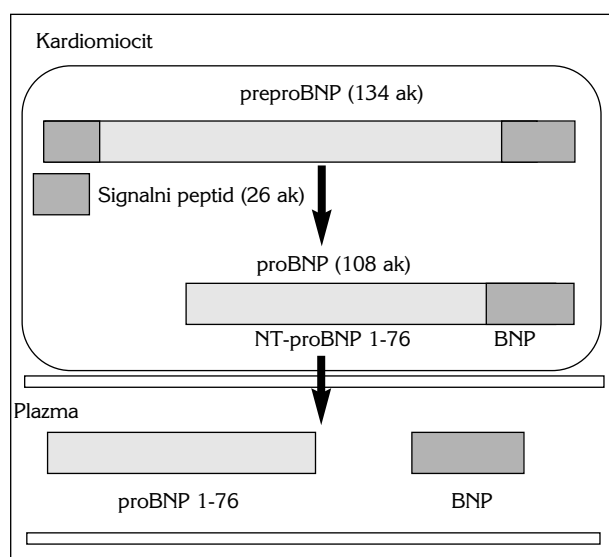 Kardiomiocit
preproBNP (134 ak)
Signalni peptid (26 ak)
proBNP (108 ak)
NT-proBNP 1-76 BNP
Plazma
proBNP 1-76 BNP